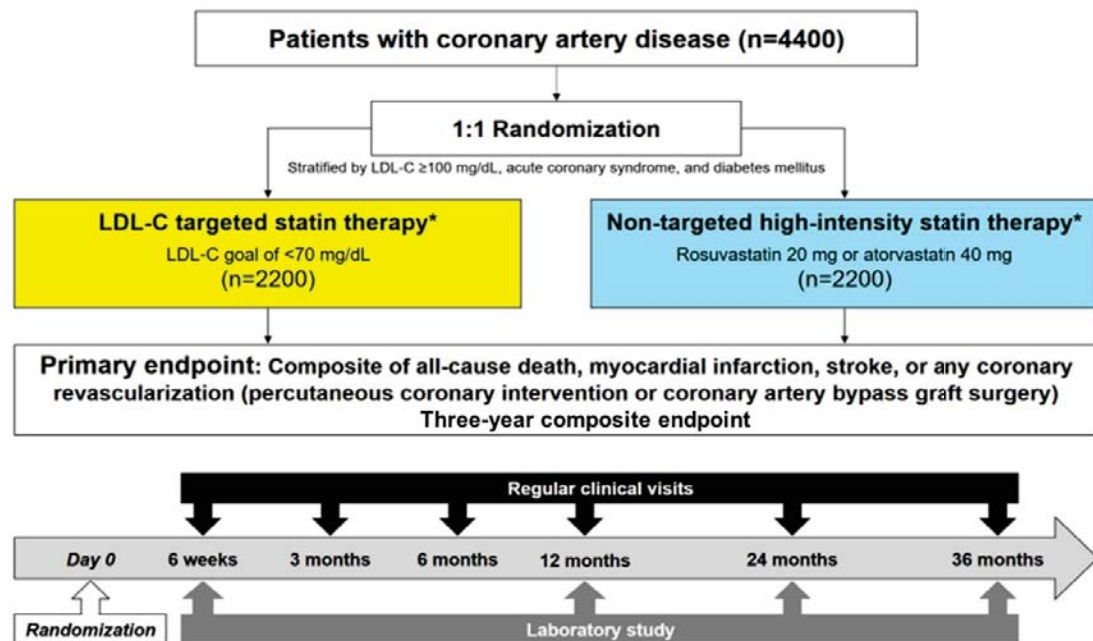 Patients with coronary artery disease (n=4400)
1:1 Randomization
Stratified by LDL-C ≥100 mg/dL, acute coronary syndrome, and diabetes mellitus
LDL-C targeted statin therapy*
LDL-C goal of <70 mg/dL
(n=2200)
Non-targeted high-intensity statin therapy*
Rosuvastatin 20 mg or atorvastatin 40 mg
(n=2200)
Primary endpoint: Composite of all-cause death, myocardial infarction, stroke, or any coronary
revascularization (percutaneous coronary intervention or coronary artery bypass graft surgery)
Three-year composite endpoint
Regular clinical visits
Day 0 6 weeks 3 months 6 months 12 months 24 months 36 months
Randomization
Laboratory study